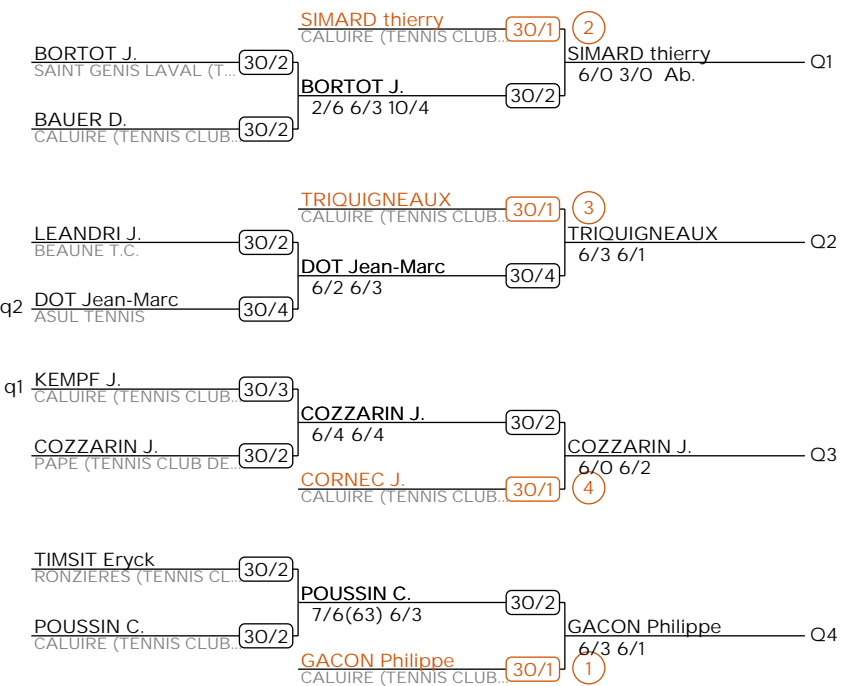 SIMARD thierry
CALUIRE (TENNIS CLUB...
30/1
2
BORTOT J.
SAINT GENIS LAVAL (T...
30/2
SIMARD thierry
6/0 3/0 Ab.
Q1
BORTOT J.
2/6 6/3 10/4
30/2
BAUER D.
CALUIRE (TENNIS CLUB...
30/2
TRIQUIGNEAUX
CALUIRE (TENNIS CLUB...
30/1
3
LEANDRI J.
BEAUNE T.C.
30/2
TRIQUIGNEAUX
6/3 6/1
Q2
DOT Jean-Marc
6/2 6/3
30/4
q2
DOT Jean-Marc
ASUL TENNIS
30/4
q1
KEMPF J.
CALUIRE (TENNIS CLUB...
30/3
COZZARIN J.
6/4 6/4
30/2
COZZARIN J.
PAPE (TENNIS CLUB DE...
30/2
COZZARIN J.
6/0 6/2
Q3
CORNEC J.
CALUIRE (TENNIS CLUB...
30/1
4
TIMSIT Eryck
RONZIERES (TENNIS CL...
30/2
POUSSIN C.
7/6(63) 6/3
30/2
POUSSIN C.
CALUIRE (TENNIS CLUB...
30/2
GACON Philippe
6/3 6/1
Q4
GACON Philippe
CALUIRE (TENNIS CLUB...
30/1
1